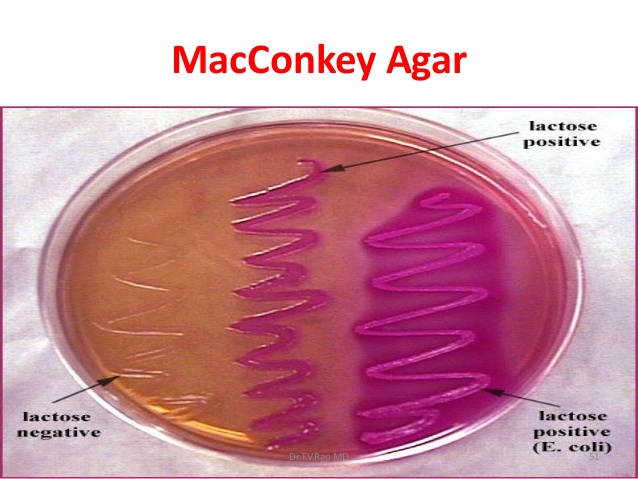 MacConkey Agar
lactose
positive
lactose
negative
lactose
positive
(E. coli)
Dr.T.V.Rao MD
51